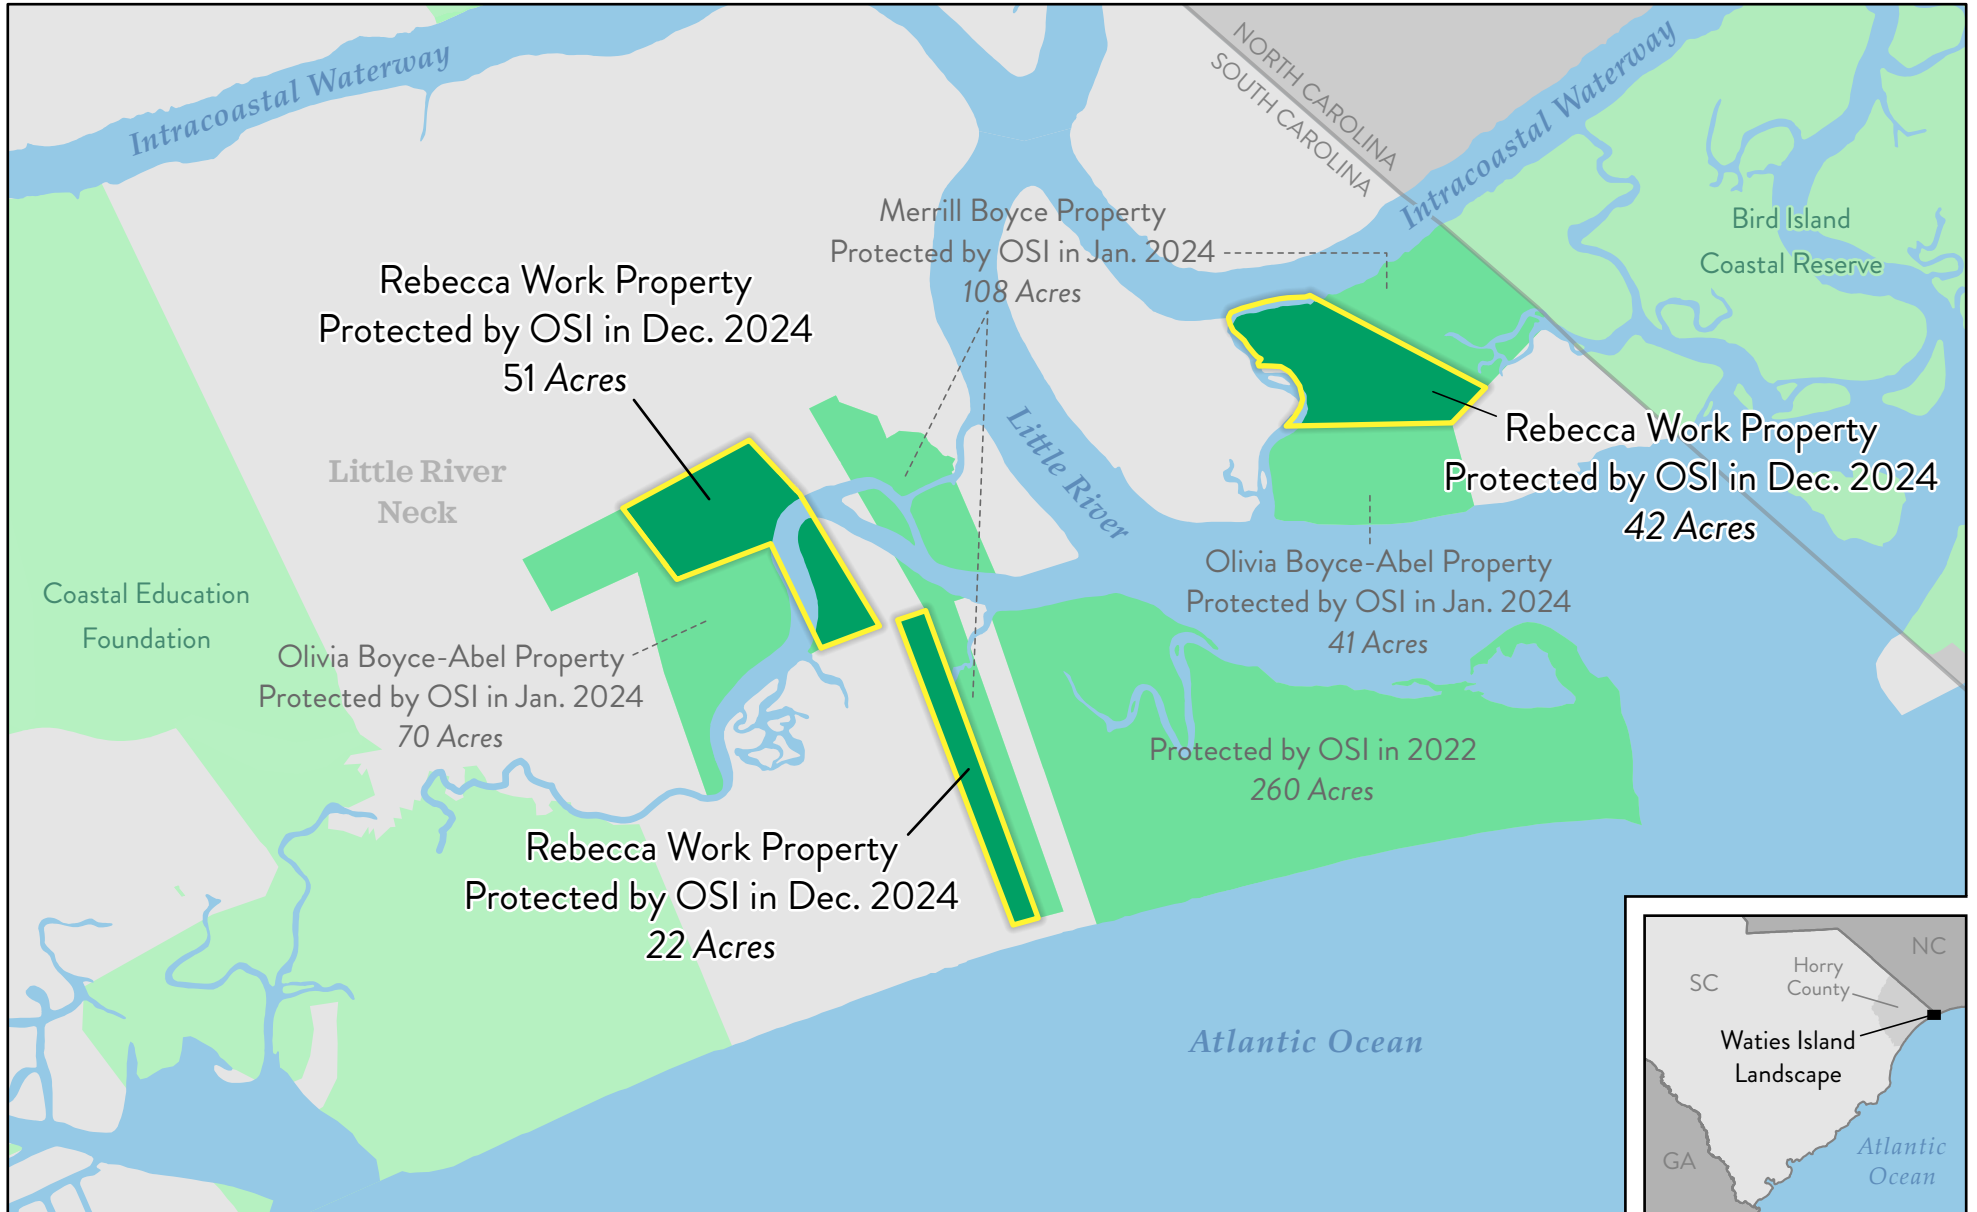 Intracoastal Waterway
NORTH CAROLINA
SOUTH CAROLINA
Intracoastal Waterway
Merrill Boyce Property
Protected by OSI in Jan. 2024
108 Acres
Bird Island
Coastal Reserve
Rebecca Work Property
Protected by OSI in Dec. 2024
51 Acres
Little River
Rebecca Work Property
Protected by OSI in Dec. 2024
42 Acres
Little River
Neck
Olivia Boyce-Abel Property
Protected by OSI in Jan. 2024
41 Acres
Coastal Education
Foundation
Olivia Boyce-Abel Property
Protected by OSI in Jan. 2024
70 Acres
Protected by OSI in 2022
260 Acres
Rebecca Work Property
Protected by OSI in Dec. 2024
22 Acres
Atlantic Ocean
NC
SC
Horry
County
Waties Island
Landscape
GA
Atlantic
Ocean